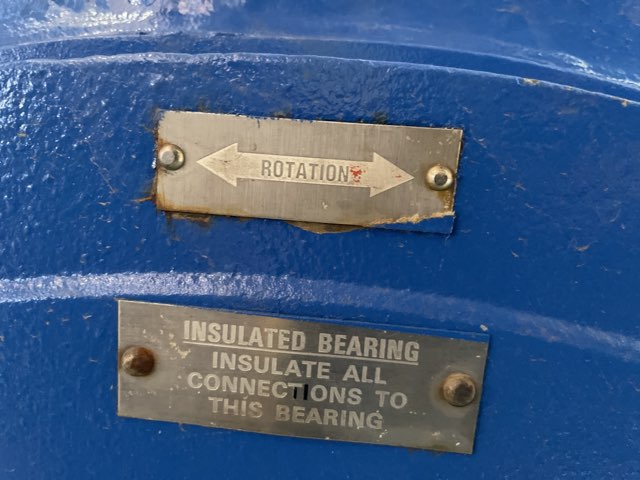 ROTATION
INSULATED BEARING
INSULATE ALL
CONNECTIONS TO
THIS BEARING